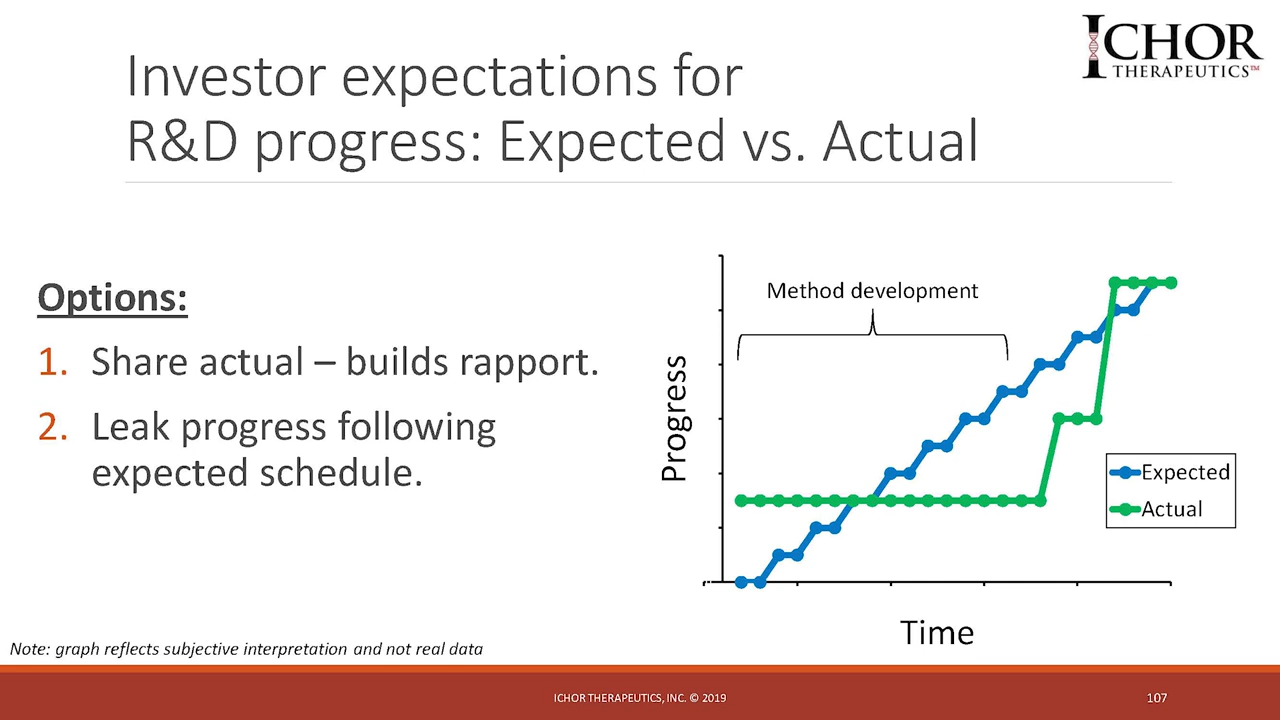 ICHOR
THERAPEUTICS™
Investor expectations for
R&D progress: Expected vs. Actual
Options:
1. Share actual – builds rapport.
2. Leak progress following
expected schedule.
Method development
Progress
Expected
Actual
Time
Note: graph reflects subjective interpretation and not real data
ICHOR THERAPEUTICS, INC. © 2019
107